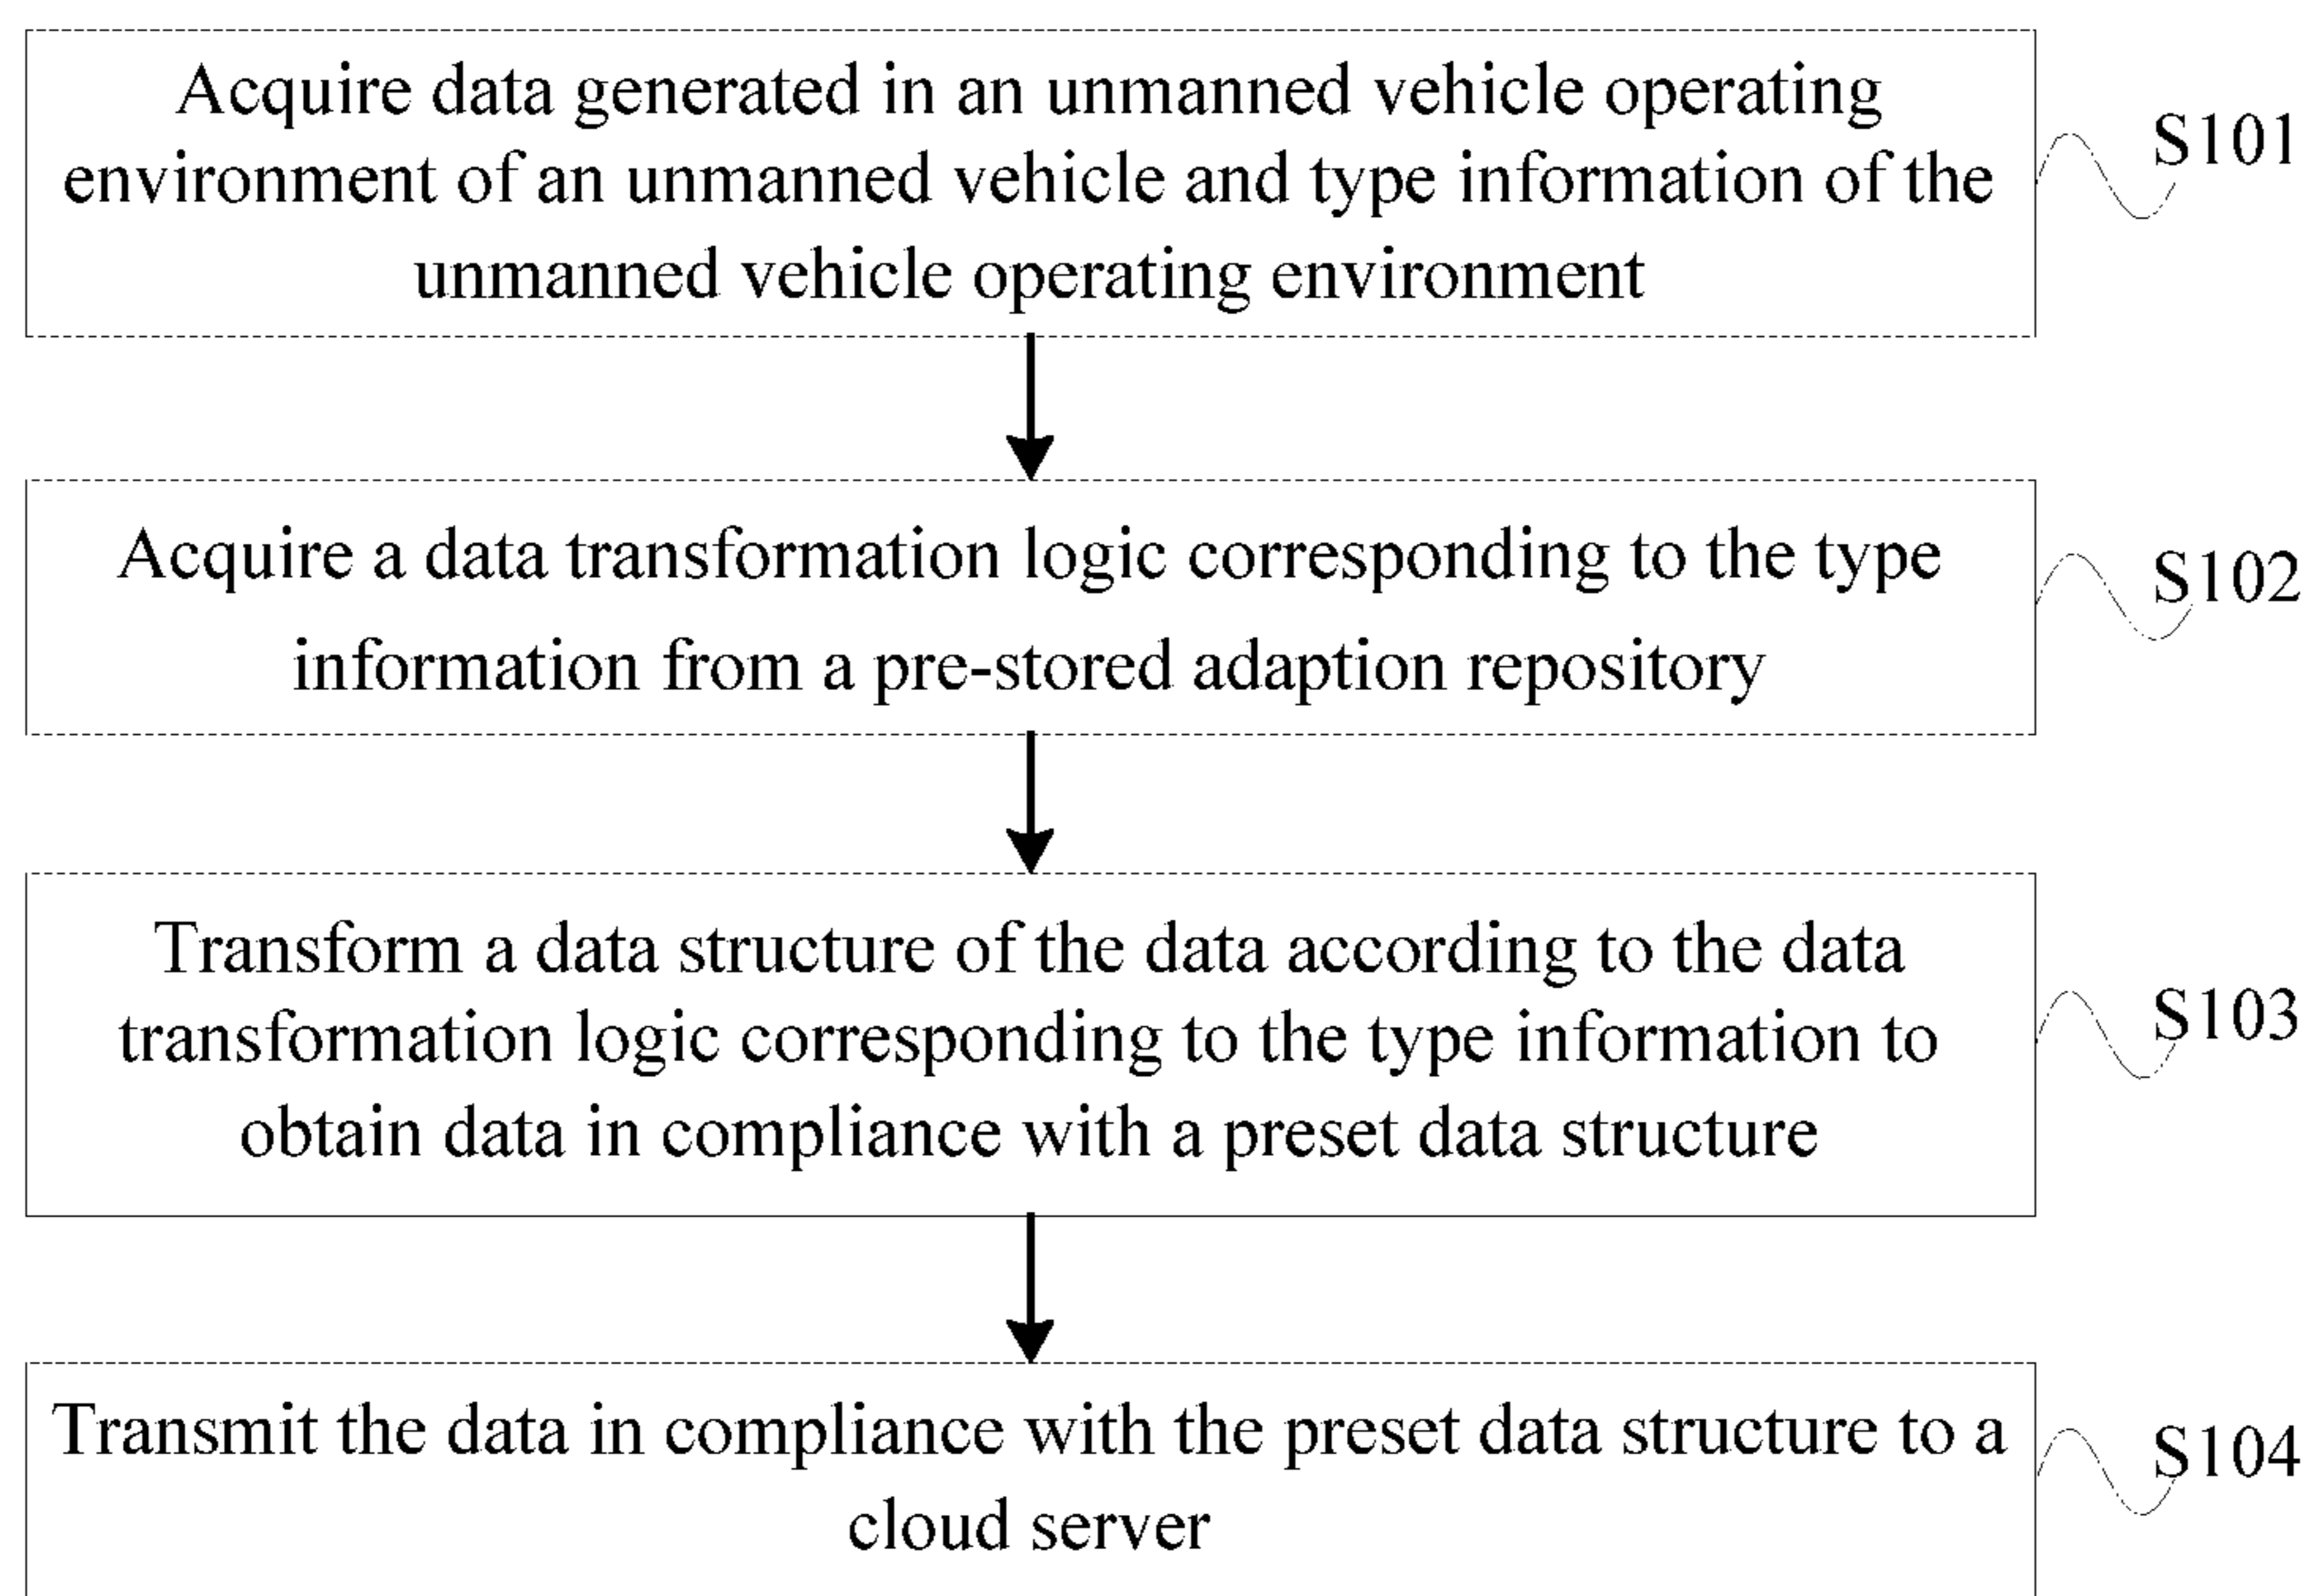 Acquire data generated in an unmanned vehicle operating
environment of an unmanned vehicle and type information of the
unmanned vehicle operating environment
S101
Acquire a data transformation logic corresponding to the type
information from a pre-stored adaption repository
S102
Transform a data structure of the data according to the data
transformation logic corresponding to the type information to
obtain data in compliance with a preset data structure
S103
Transmit the data in compliance with the preset data structure to a
cloud server
S104